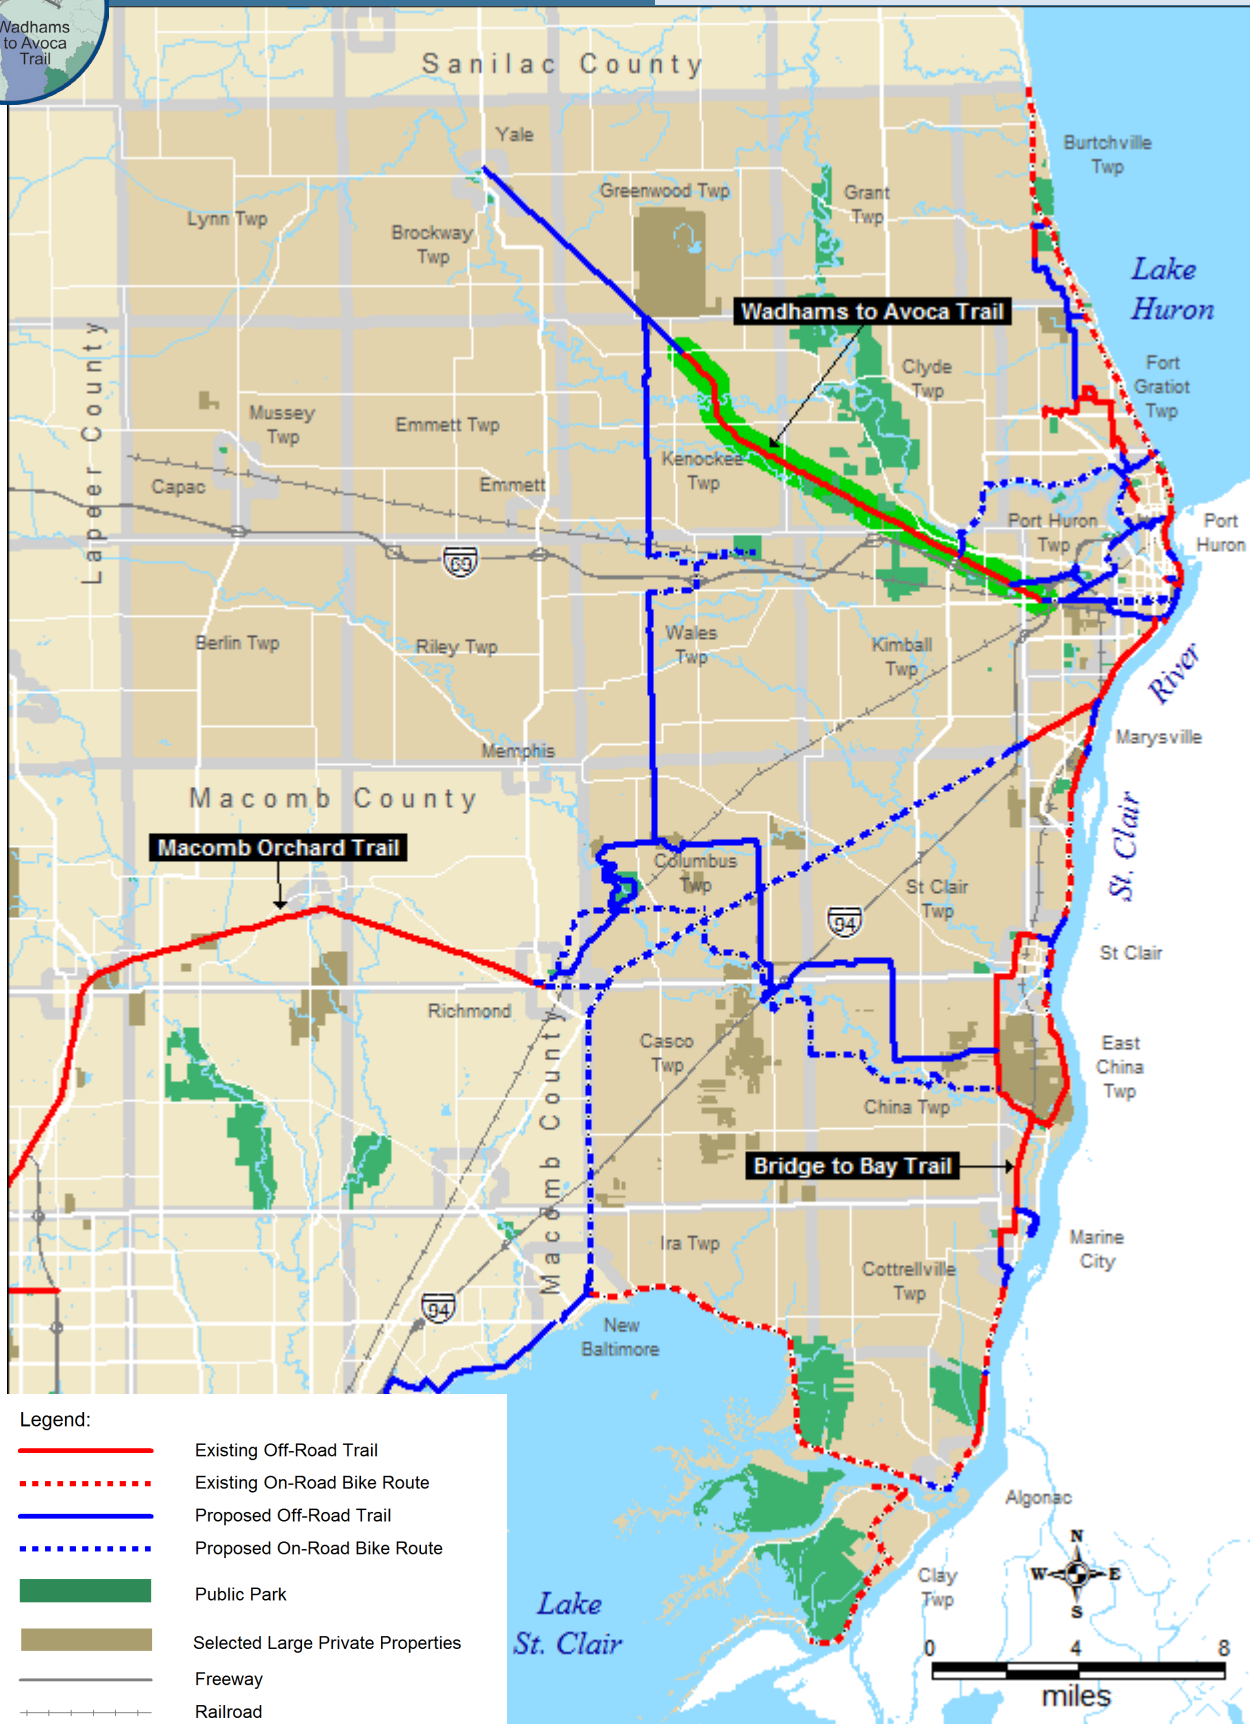 Wadhams
to Avoca
Trail
Sanilac County
Yale
Burtchville
Twp
Greenwood Twp
Grant
Twp
Lynn Twp
Brockway
Twp
Lake
Huron
Wadhams to Avoca Trail
Lapeer County
Fort
Gratiot
Twp
Clyde
Twp
Mussey
Twp
Emmett Twp
Kenockee
Twp
Capac
Emmett
Port Huron
Twp
Port
Huron
69
Berlin Twp
Riley Twp
Wales
Twp
Kimball
Twp
River
Marysville
Memphis
Macomb County
Macomb Orchard Trail
St. Clair
Columbus
Twp
St Clair
Twp
94
St Clair
Richmond
Macomb County
Casco
Twp
East
China
Twp
China Twp
Bridge to Bay Trail
Ira Twp
Marine
City
Cottrellville
Twp
94
New
Baltimore
Legend:
Existing Off-Road Trail
Existing On-Road Bike Route
Proposed Off-Road Trail
Proposed On-Road Bike Route
Public Park
Selected Large Private Properties
Freeway
Railroad
Algonac
N
W E
S
Clay
Twp
Lake
St. Clair
0 4 8
miles